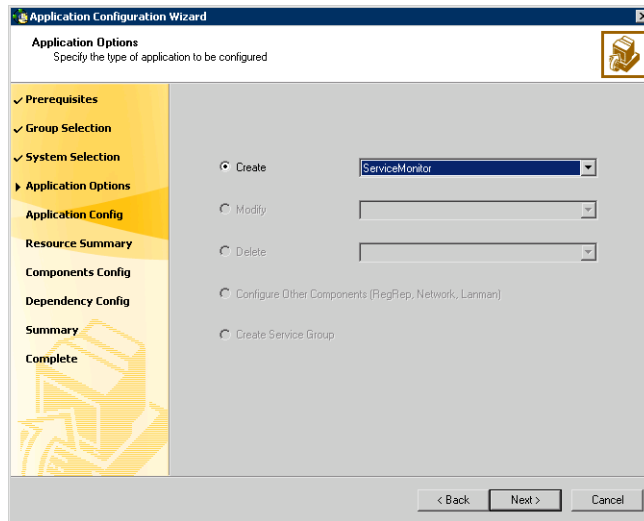 Application Configuration Wizard
Application Options
Specify the type of application to be configured
Prerequisites
Group Selection
System Selection
Application Options
Application Config
Resource Summary
Components Config
Dependency Config
Summary
Complete
Create
ServiceMonitor
Modify
Delete
Configure Other Components (RegRep, Network, Lanman)
Create Service Group
< Back
Next >
Cancel